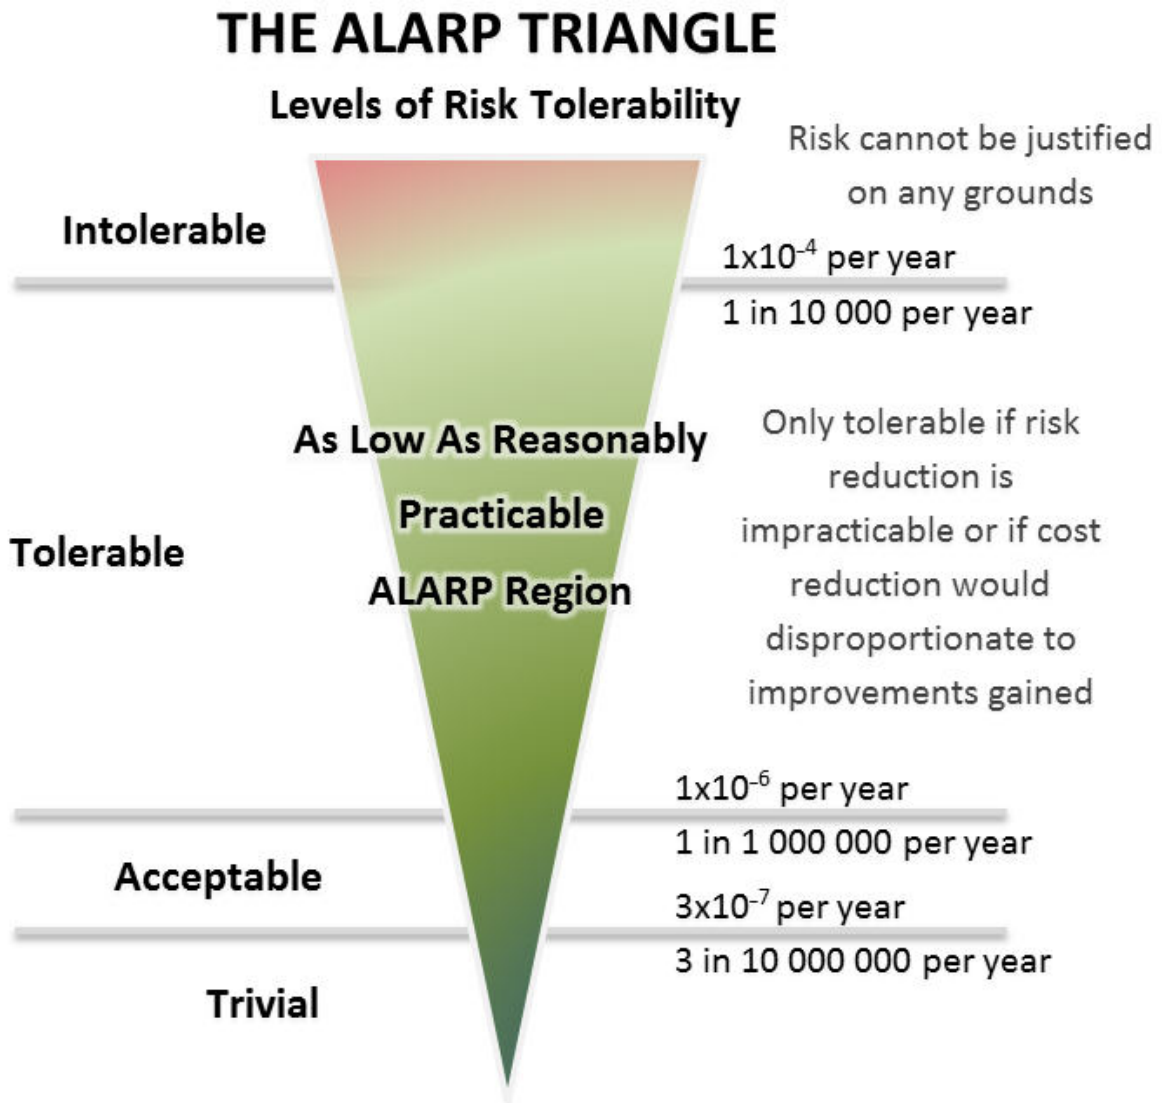 THE ALARP TRIANGLE
Levels of Risk Tolerability
Risk cannot be justified
on any grounds
Intolerable
1x10⁻⁴ per year
1 in 10 000 per year
As Low As Reasonably
Practicable
ALARP Region
Tolerable
Only tolerable if risk
reduction is
impracticable or if cost
reduction would
disproportionate to
improvements gained
1x10⁻⁶ per year
1 in 1 000 000 per year
Acceptable
3x10⁻⁷ per year
3 in 10 000 000 per year
Trivial